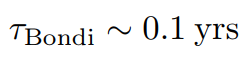 τ_Bondi ∼ 0.1 yrs